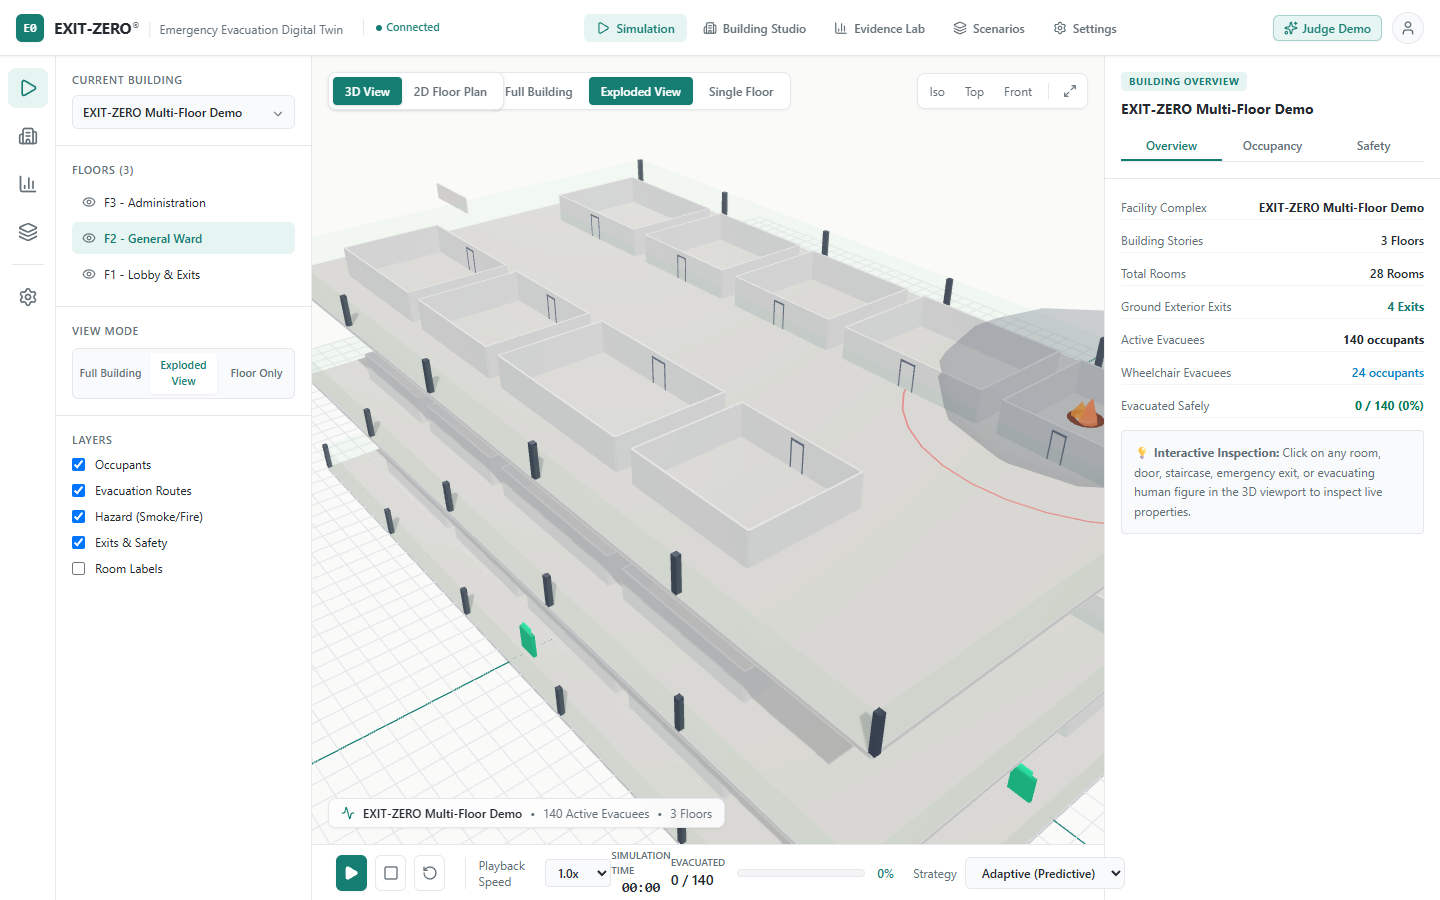 E0 EXIT-ZERO® Emergency Evacuation Digital Twin Connected Simulation Building Studio Evidence Lab Scenarios Settings Judge Demo
CURRENT BUILDING
EXIT-ZERO Multi-Floor Demo
FLOORS (3)
F3 - Administration
F2 - General Ward
F1 - Lobby & Exits
VIEW MODE
Full Building
Exploded View
Floor Only
LAYERS
Occupants
Evacuation Routes
Hazard (Smoke/Fire)
Exits & Safety
Room Labels
3D View 2D Floor Plan Full Building Exploded View Single Floor
Iso Top Front
EXIT-ZERO Multi-Floor Demo • 140 Active Evacuees • 3 Floors
Playback Speed
1.0x
SIMULATION TIME
00:00
EVACUATED
0 / 140
0%
Strategy
Adaptive (Predictive)
BUILDING OVERVIEW
EXIT-ZERO Multi-Floor Demo
Overview Occupancy Safety
Facility Complex EXIT-ZERO Multi-Floor Demo
Building Stories 3 Floors
Total Rooms 28 Rooms
Ground Exterior Exits 4 Exits
Active Evacuees 140 occupants
Wheelchair Evacuees 24 occupants
Evacuated Safely 0 / 140 (0%)
💡 Interactive Inspection: Click on any room,
door, staircase, emergency exit, or evacuating
human figure in the 3D viewport to inspect live
properties.